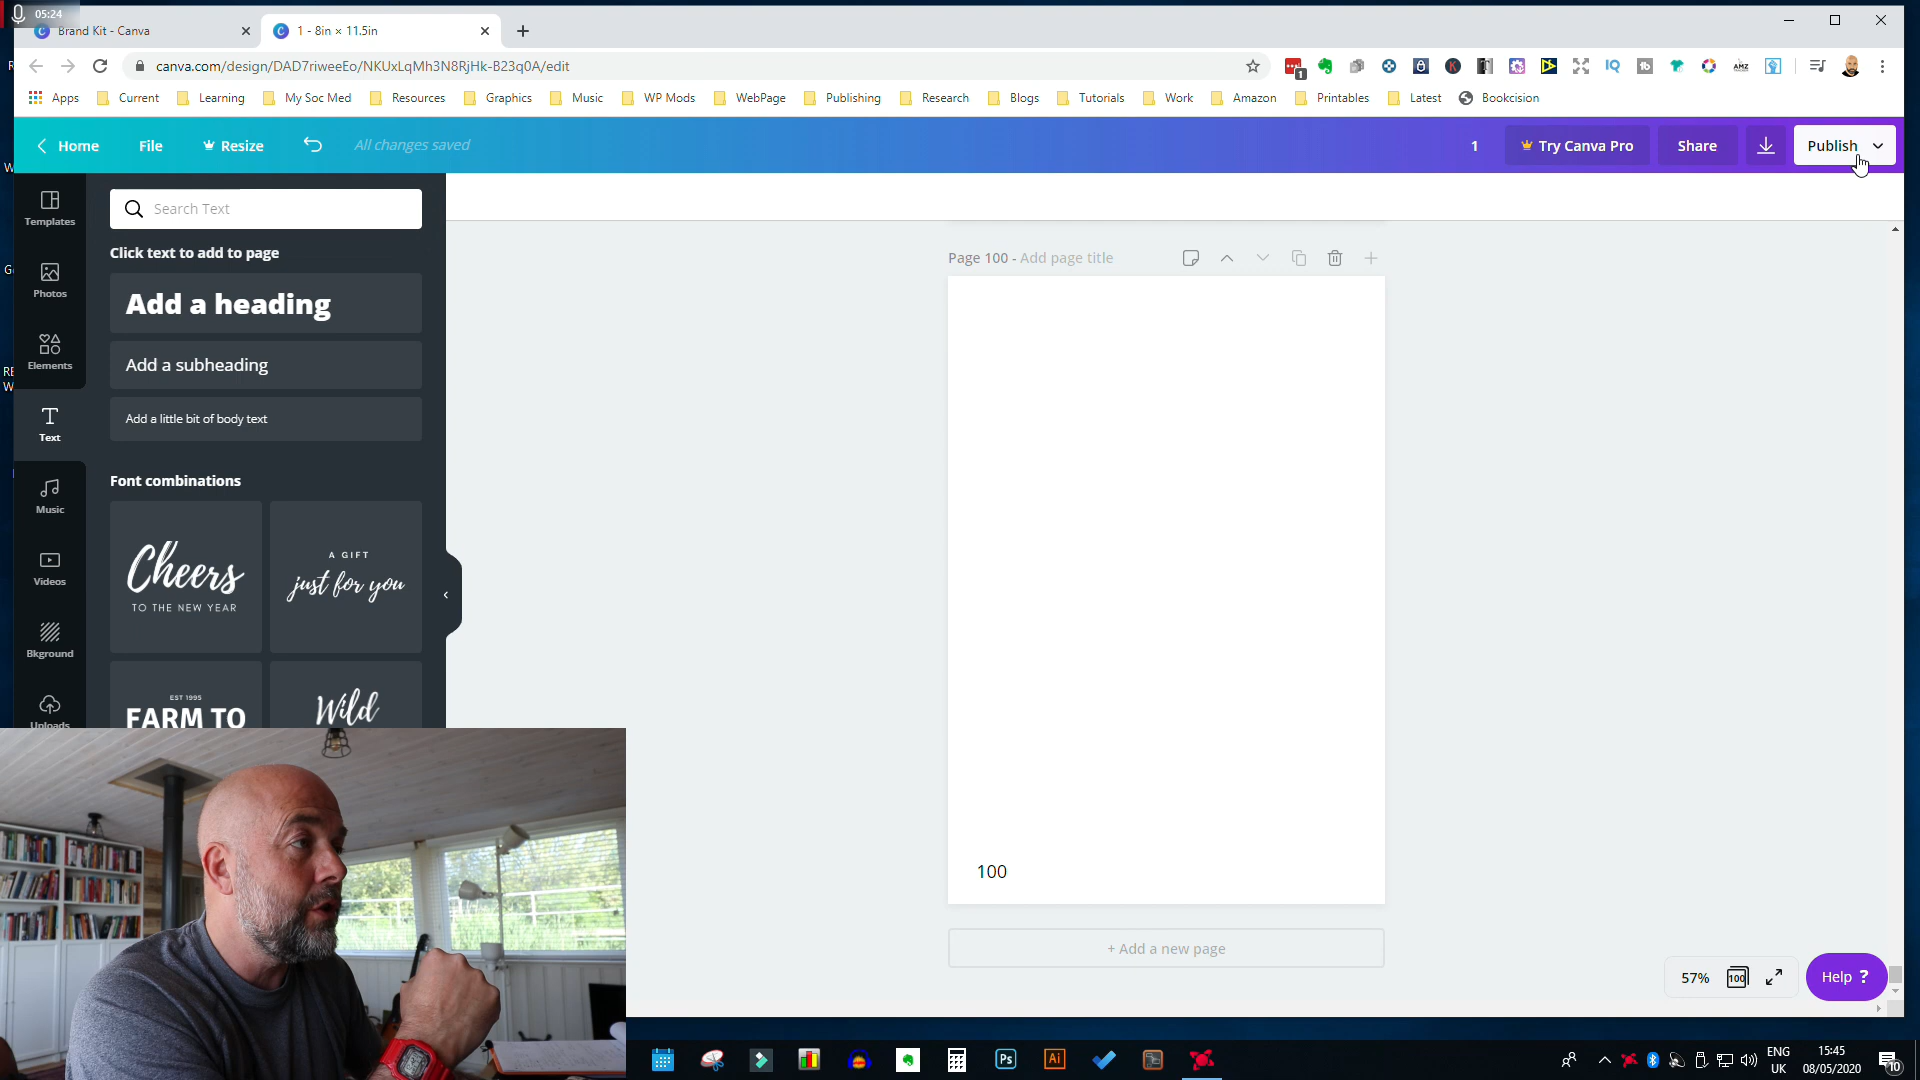 05:24
Brand Kit - Canva
1 - 8in × 11.5in
canva.com/design/DAD7riweeEo/NKUxLqMh3N8RjHk-B23q0A/edit
1
Apps
Current
Learning
My Soc Med
Resources
Graphics
Music
WP Mods
WebPage
Publishing
Research
Blogs
Tutorials
Work
Amazon
Printables
Latest
Bookcision
Home
File
Resize
All changes saved
1
Try Canva Pro
Share
Publish
Templates
Photos
Elements
Text
Music
Videos
Bkground
Uploads
Search Text
Click text to add to page
Add a heading
Add a subheading
Add a little bit of body text
Font combinations
Cheers
TO THE NEW YEAR
A GIFT
just for you
EST 1995
FARM TO
Wild
Page 100 - Add page title
100
+ Add a new page
57%
100
Help ?
Ps
Ai
ENG
UK
15:45
08/05/2020
10